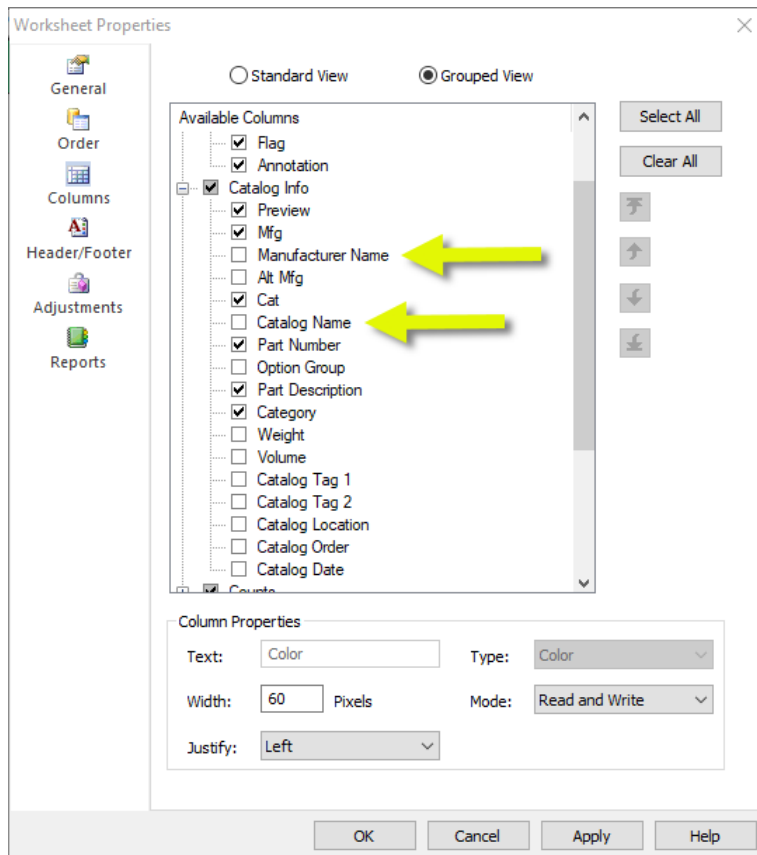 Worksheet Properties
General
Order
Columns
Header/Footer
Adjustments
Reports
Standard View Grouped View
Available Columns
Flag
Annotation
Catalog Info
Preview
Mfg
Manufacturer Name
Alt Mfg
Cat
Catalog Name
Part Number
Option Group
Part Description
Category
Weight
Volume
Catalog Tag 1
Catalog Tag 2
Catalog Location
Catalog Order
Catalog Date
Counts
Select All
Clear All
Column Properties
Text: Color Type: Color
Width: 60 Pixels Mode: Read and Write
Justify: Left
OK Cancel Apply Help